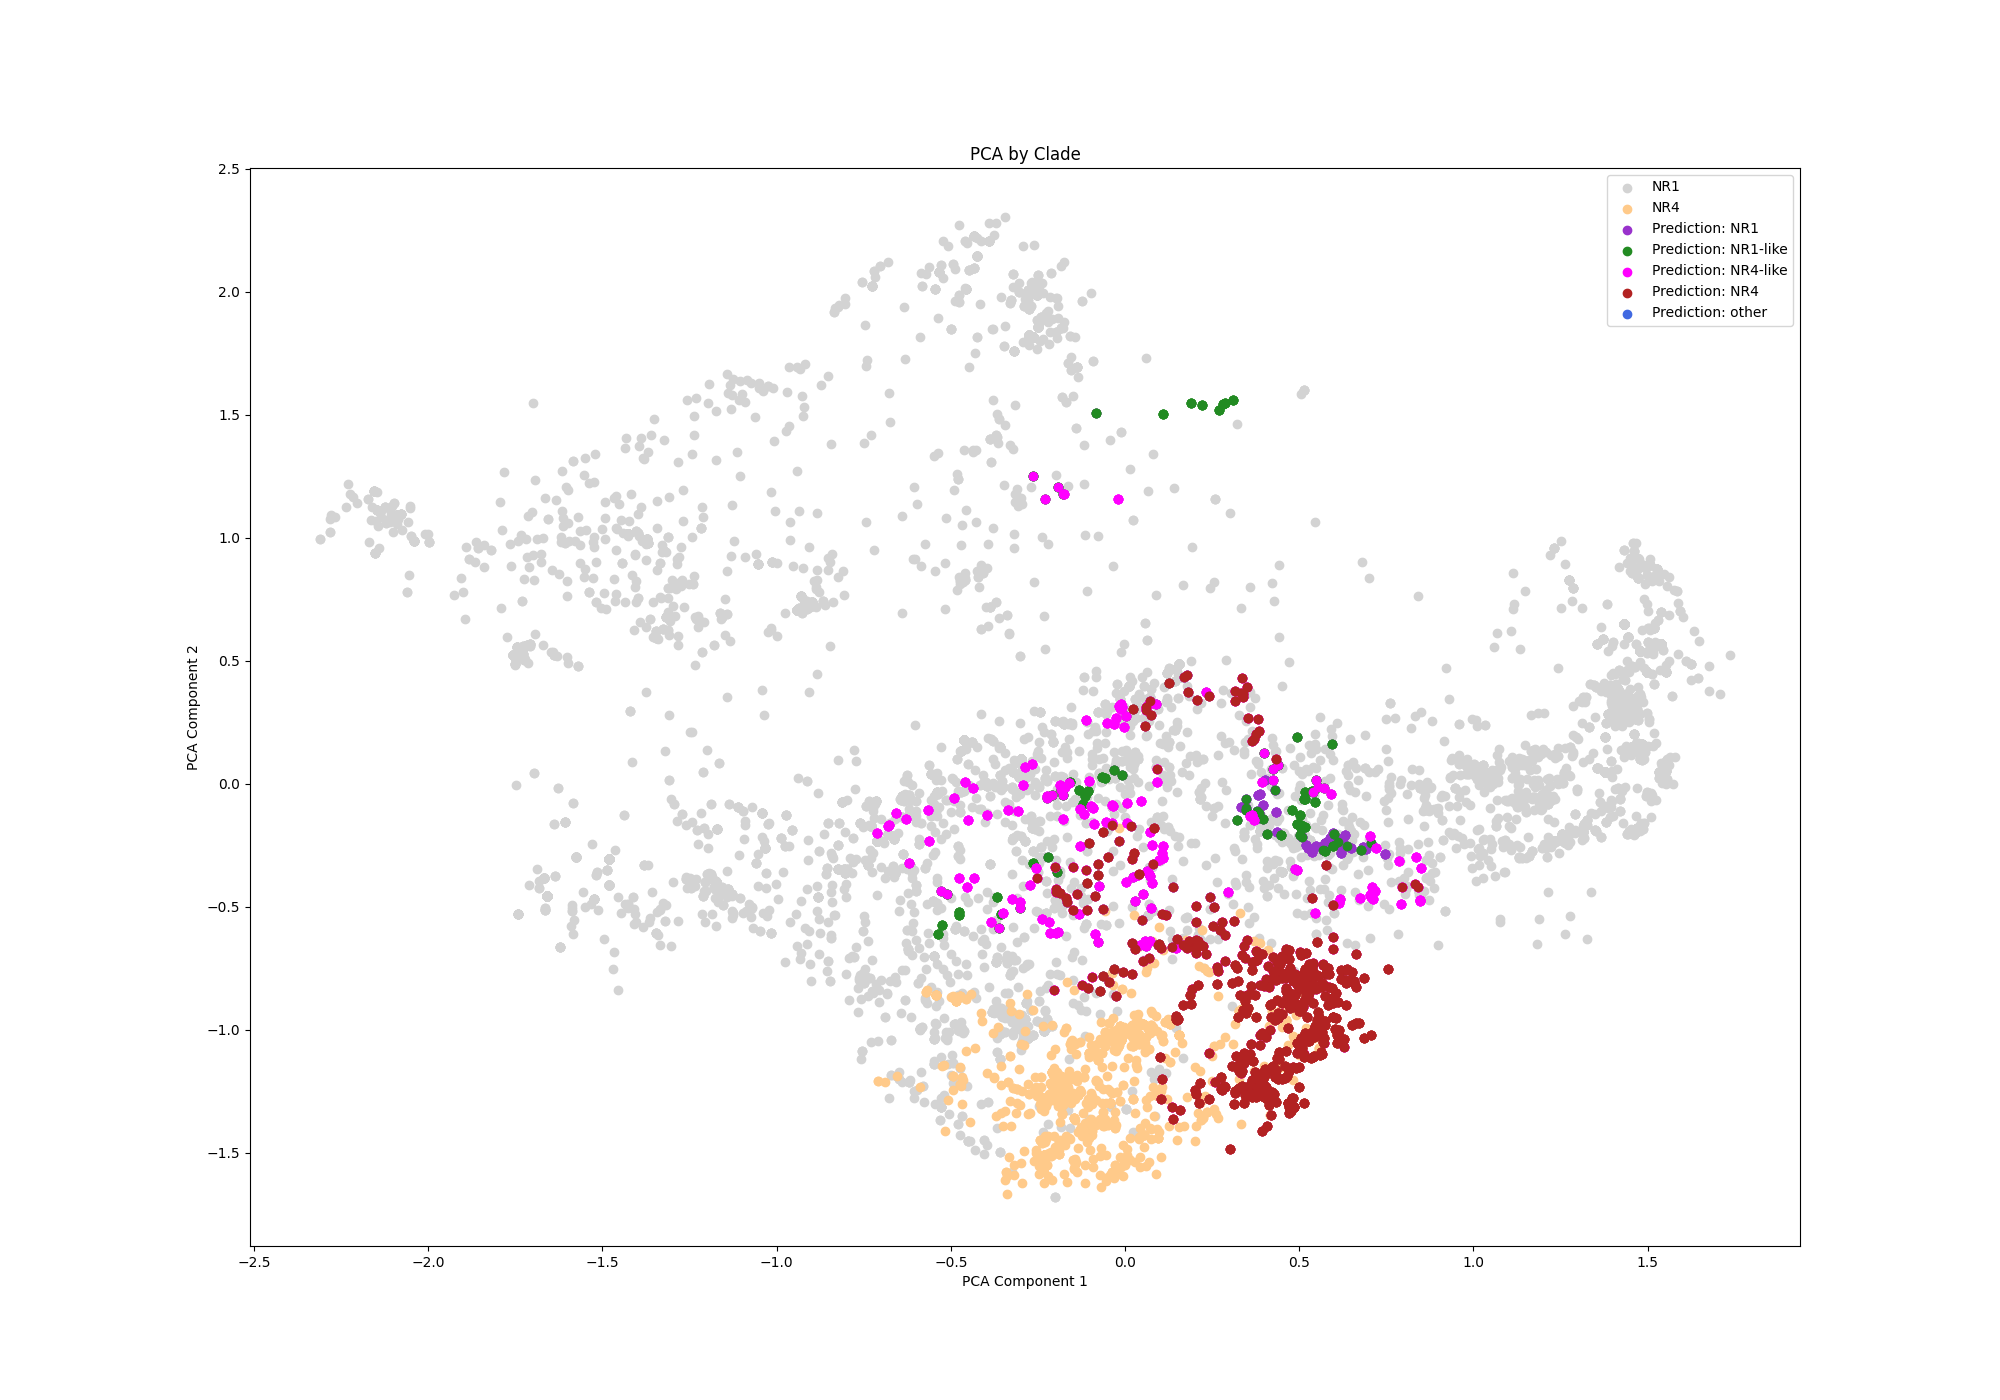 PCA by Clade
NR1
NR4
Prediction: NR1
Prediction: NR1-like
Prediction: NR4-like
Prediction: NR4
Prediction: other
PCA Component 2
2.5
2.0
1.5
1.0
0.5
0.0
−0.5
−1.0
−1.5
−2.5
−2.0
−1.5
−1.0
−0.5
0.0
0.5
1.0
1.5
PCA Component 1